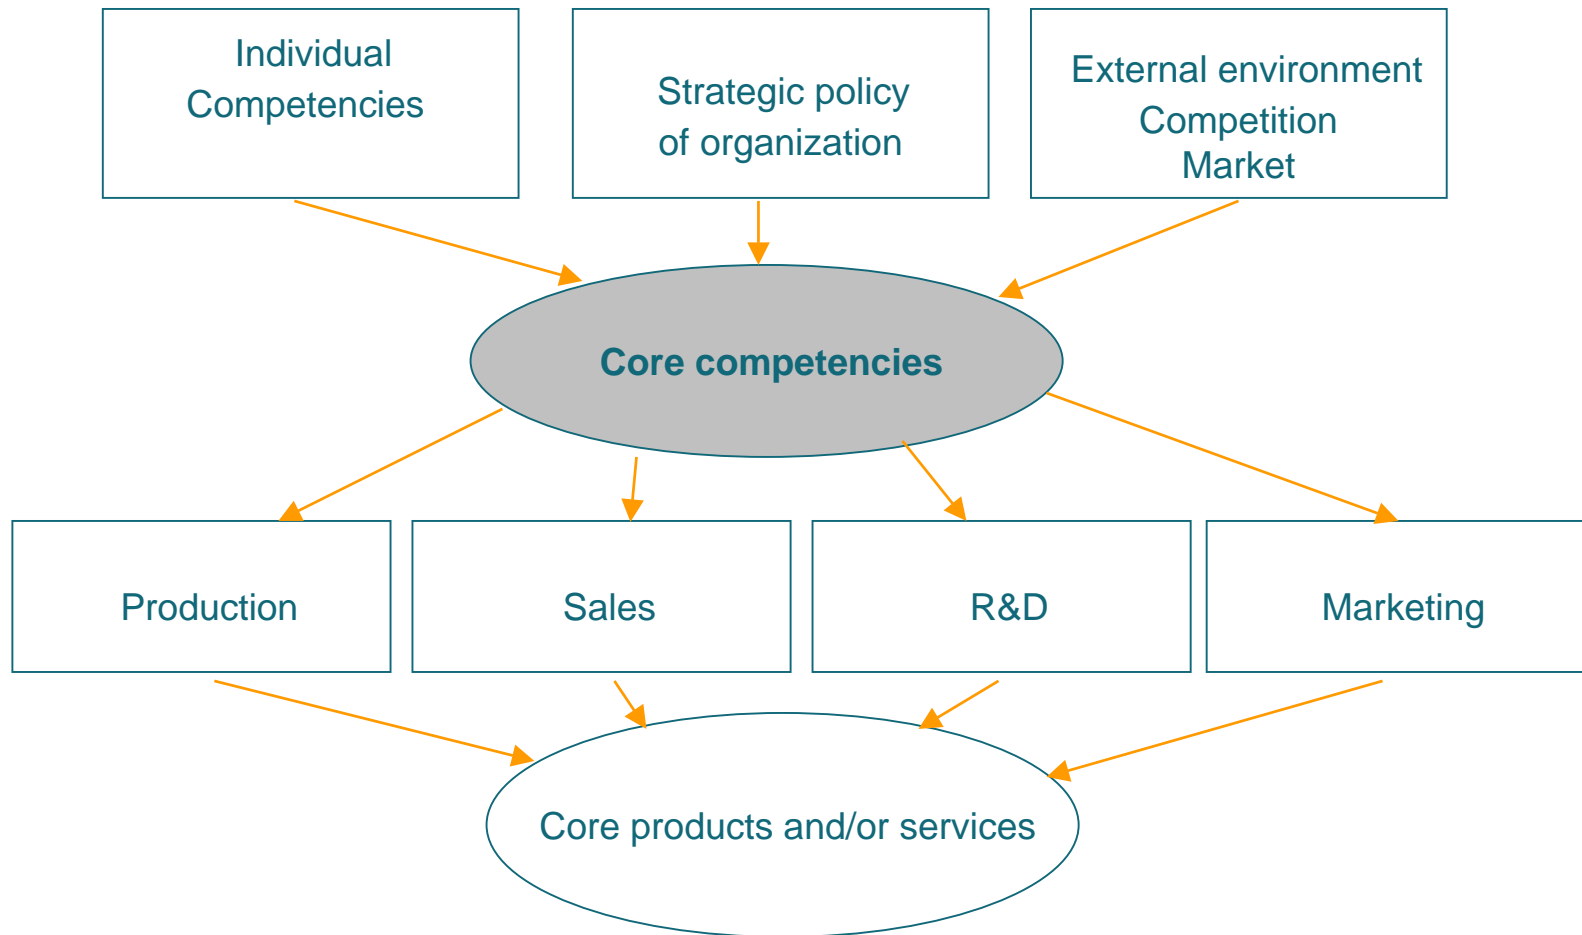 Individual
Competencies
Strategic policy
of organization
External environment
Competition
Market
Core competencies
Production
Sales
R&D
Marketing
Core products and/or services